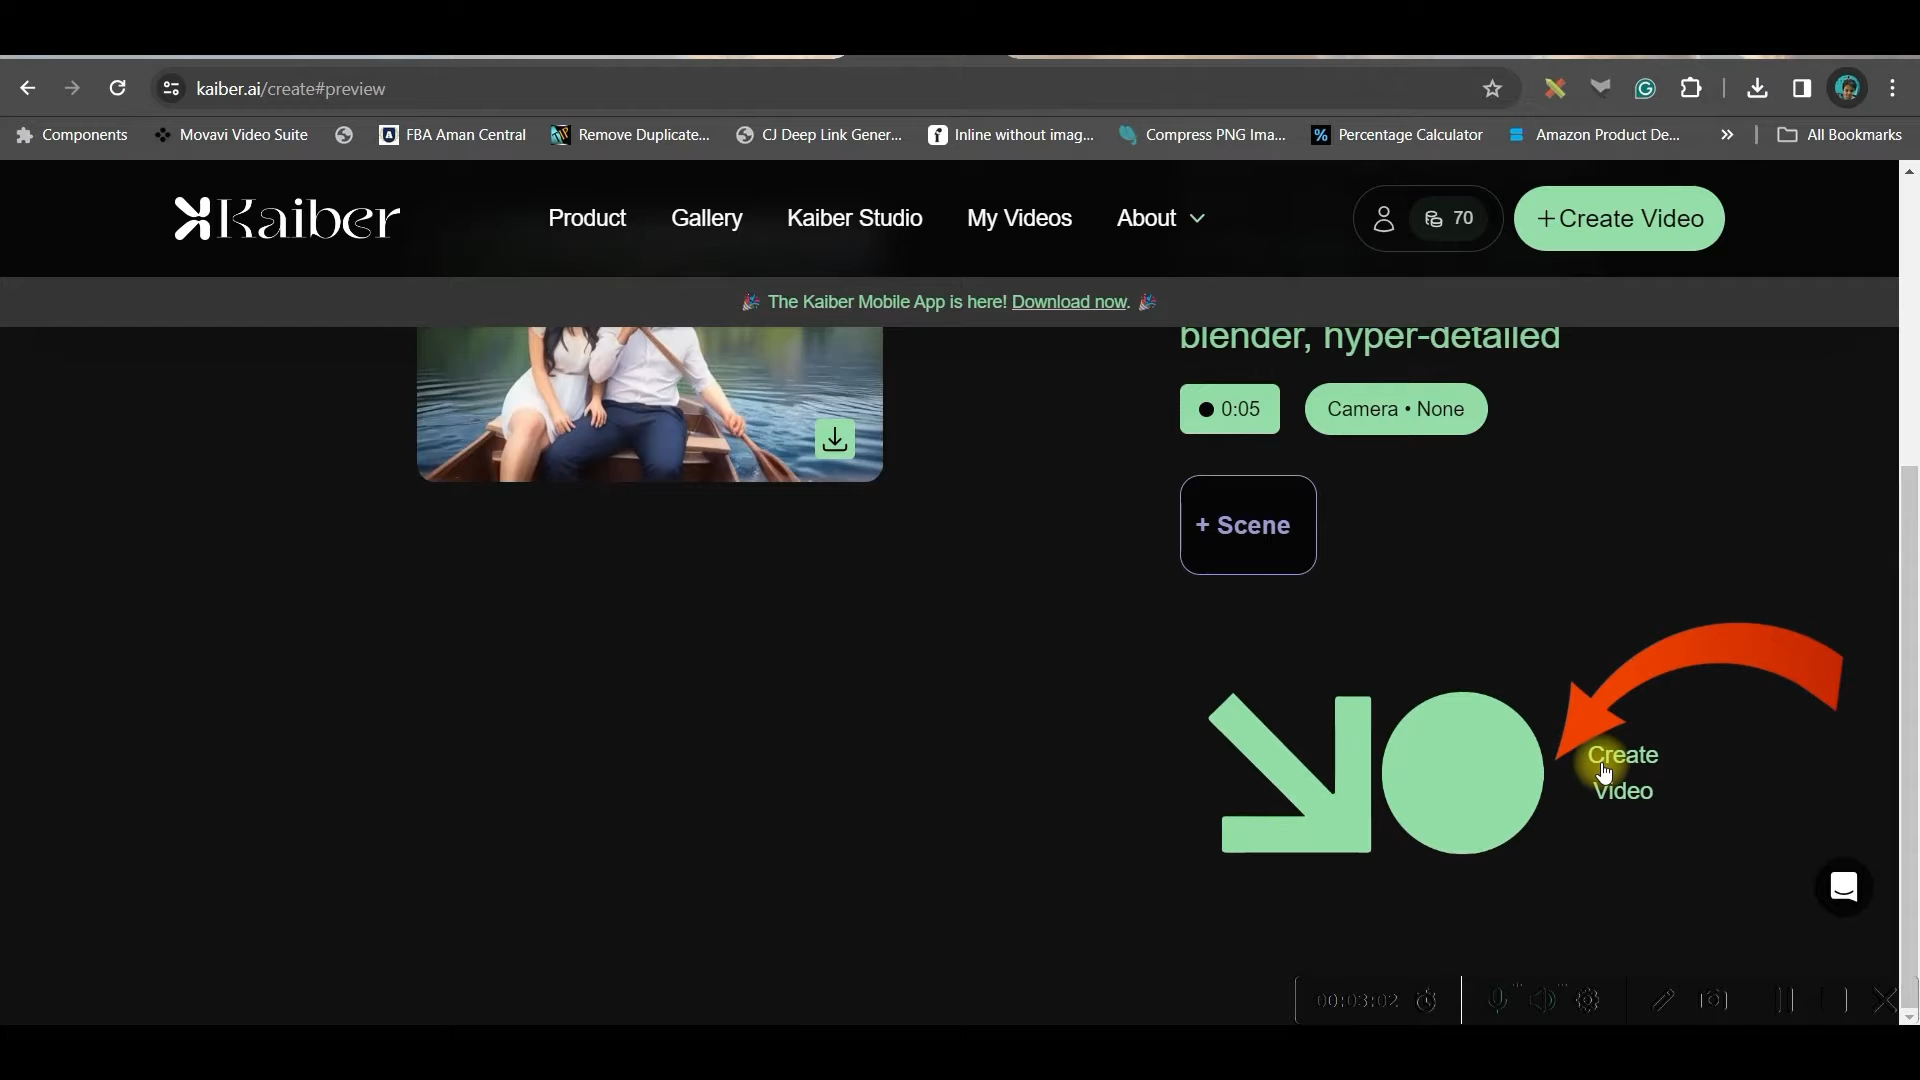 kaiber.ai/create#preview
Components
Movavi Video Suite
FBA Aman Central
Remove Duplicate...
CJ Deep Link Gener...
Inline without imag...
Compress PNG Ima...
Percentage Calculator
Amazon Product De...
All Bookmarks
Kaiber
Product
Gallery
Kaiber Studio
My Videos
About
70
+Create Video
🎉 The Kaiber Mobile App is here! Download now. 🎉
blender, hyper-detailed
0:05
Camera • None
+ Scene
Create
Video
00:03:02